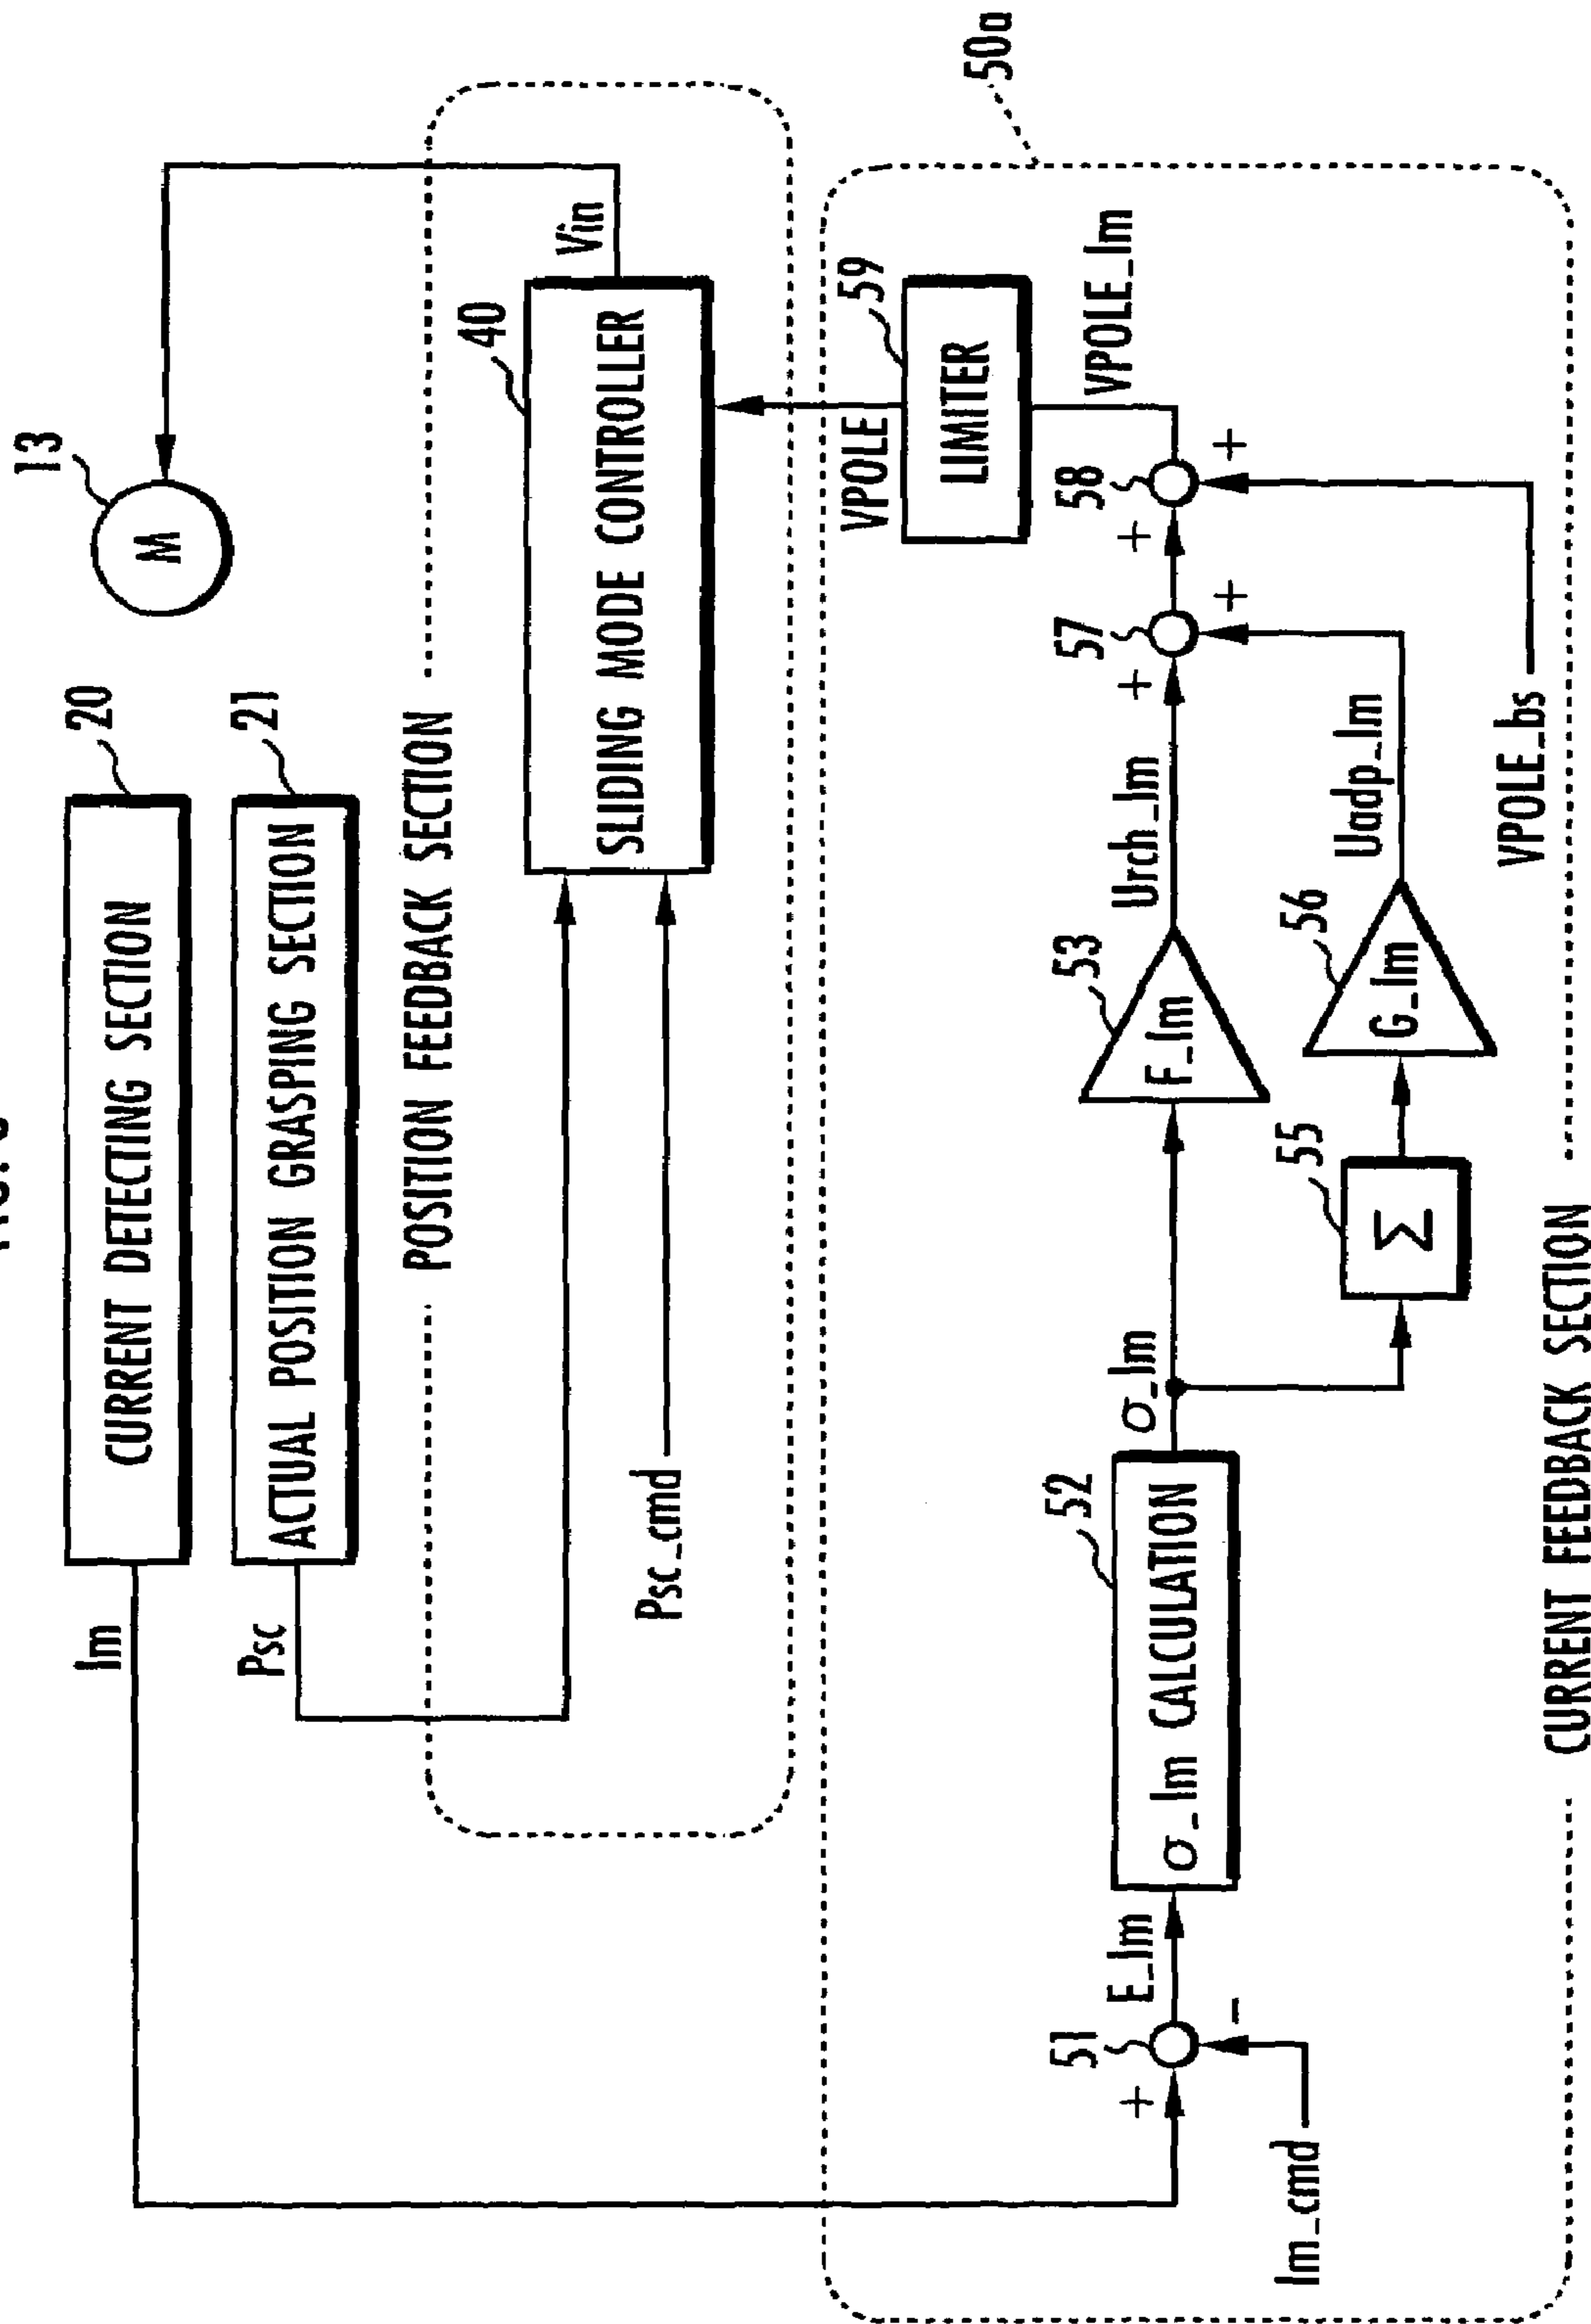 20
CURRENT DETECTING SECTION
Im
21
ACTUAL POSITION GRASPING SECTION
Psc
13
M
POSITION FEEDBACK SECTION
40
SLIDING MODE CONTROLLER
Vin
Psc_cmd
50a
VPOLE
59
LIMITER
VPOLE_Im
51
+
-
E_Im
Im_cmd
52
σ_Im CALCULATION
σ_Im
53
F_Im
Urch_Im
57
+
+
58
+
+
55
Σ
56
G_Im
Uadp_Im
VPOLE_bs
CURRENT FEEDBACK SECTION